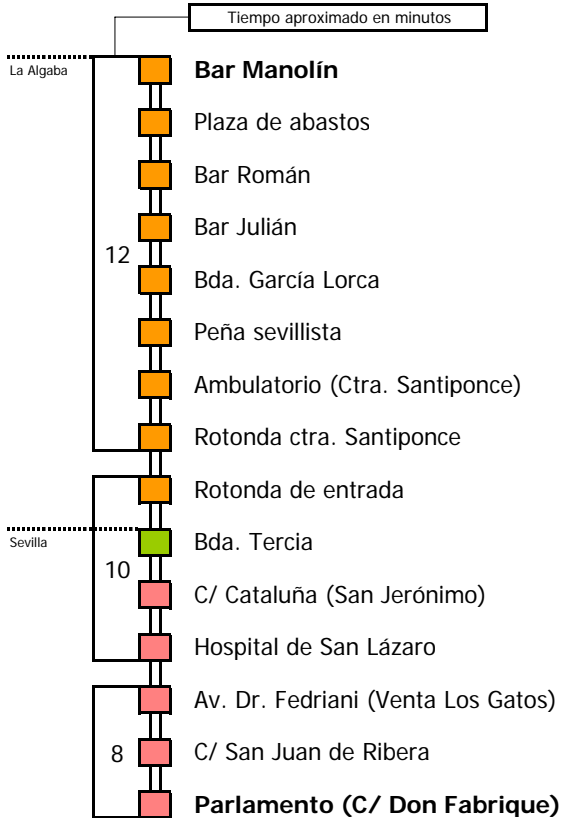 Tiempo aproximado en minutos
La Algaba
Bar Manolín
Plaza de abastos
Bar Román
Bar Julián
12
Bda. García Lorca
Peña sevillista
Ambulatorio (Ctra. Santiponce)
Rotonda ctra. Santiponce
Rotonda de entrada
Sevilla
Bda. Tercia
10
C/ Cataluña (San Jerónimo)
Hospital de San Lázaro
Av. Dr. Fedriani (Venta Los Gatos)
8
C/ San Juan de Ribera
Parlamento (C/ Don Fabrique)